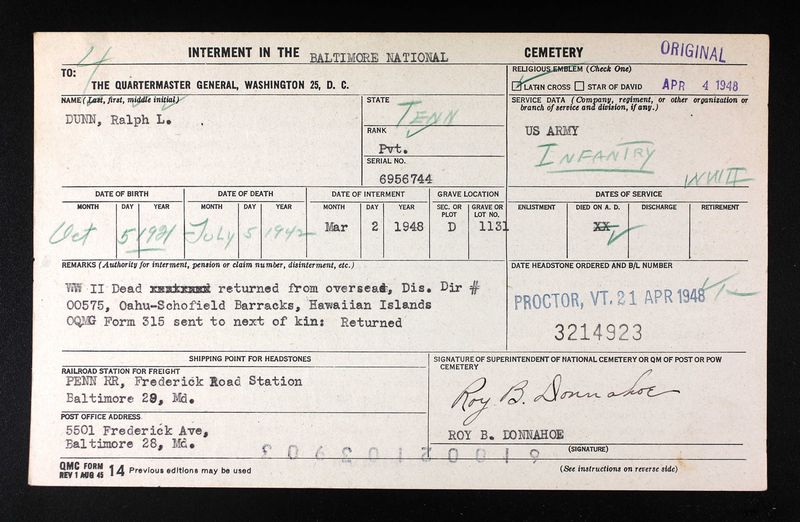 4
INTERMENT IN THE BALTIMORE NATIONAL CEMETERY
ORIGINAL
TO:
THE QUARTERMASTER GENERAL, WASHINGTON 25, D. C.
RELIGIOUS EMBLEM (Check One)
LATIN CROSS STAR OF DAVID
APR 4 1948
NAME (Last, first, middle initial)
DUNN, Ralph L.
STATE
TENN
RANK
Pvt.
SERIAL NO.
6956744
SERVICE DATA (Company, regiment, or other organization or
branch of service and division, if any.)
US ARMY
INFANTRY
WWII
DATE OF BIRTH
MONTH DAY YEAR
Oct 5 1921
DATE OF DEATH
MONTH DAY YEAR
July 5 1942
DATE OF INTERMENT
MONTH DAY YEAR
Mar 2 1948
GRAVE LOCATION
SEC. OR PLOT
GRAVE OR LOT NO.
D 1131
DATES OF SERVICE
ENLISTMENT DIED ON A. D. DISCHARGE RETIREMENT
XX
REMARKS (Authority for interment, pension or claim number, disinterment, etc.)
WW II Dead xxxxxxxx returned from overseas, Dis. Dir #
00575, Oahu-Schofield Barracks, Hawaiian Islands
OQMG Form 315 sent to next of kin: Returned
DATE HEADSTONE ORDERED AND B/L NUMBER
PROCTOR, VT. 21 APR 1948
3214923
SHIPPING POINT FOR HEADSTONES
RAILROAD STATION FOR FREIGHT
PENN RR, Frederick Road Station
Baltimore 29, Md.
POST OFFICE ADDRESS
5501 Frederick Ave,
Baltimore 28, Md.
SIGNATURE OF SUPERINTENDENT OF NATIONAL CEMETERY OR QM OF POST OR POW
CEMETERY
Roy B. Donnahoe
ROY B. DONNAHOE
(SIGNATURE)
QMC FORM
REV 1 AUG 45
14 Previous editions may be used
(See instructions on reverse side)